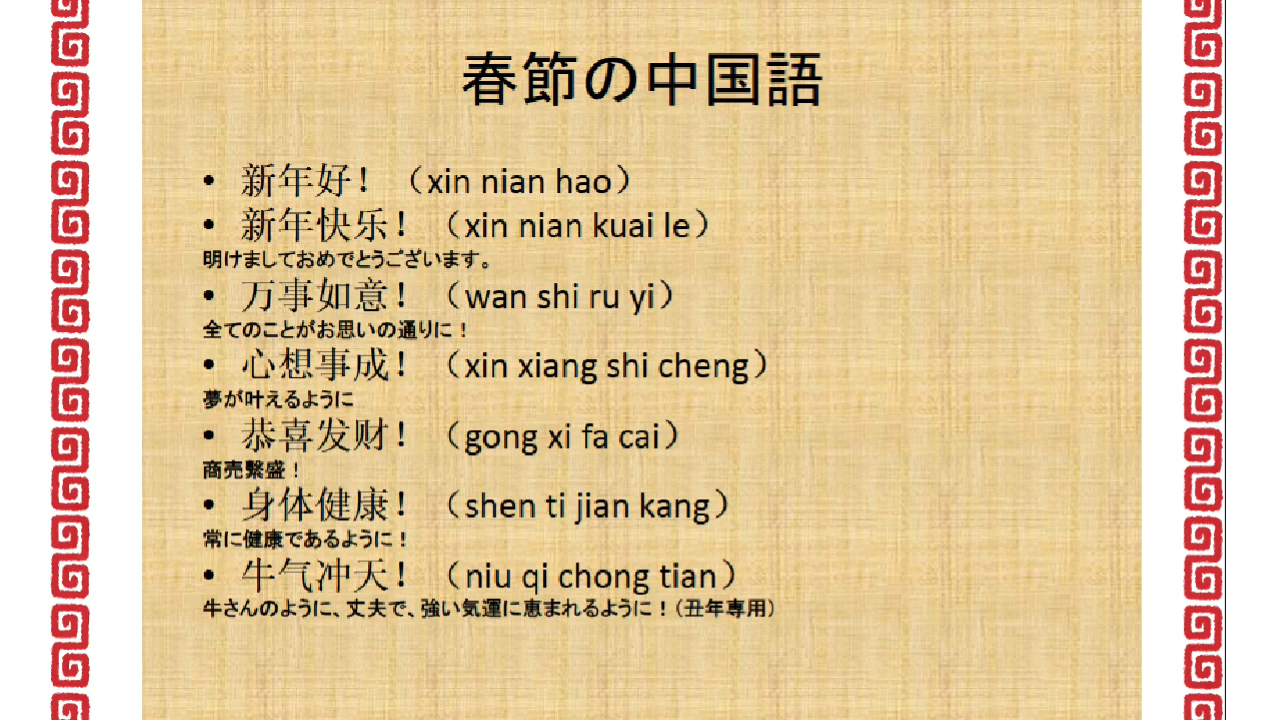 春節の中国語
• 新年好！（xin nian hao）
• 新年快乐！（xin nian kuai le）
明けましておめでとうございます。
• 万事如意！（wan shi ru yi）
全てのことがお思いの通りに！
• 心想事成！（xin xiang shi cheng）
夢が叶えるように
• 恭喜发财！（gong xi fa cai）
商売繁盛！
• 身体健康！（shen ti jian kang）
常に健康であるように！
• 牛气冲天！（niu qi chong tian）
牛さんのように、丈夫で、強い気運に恵まれるように！（丑年専用）